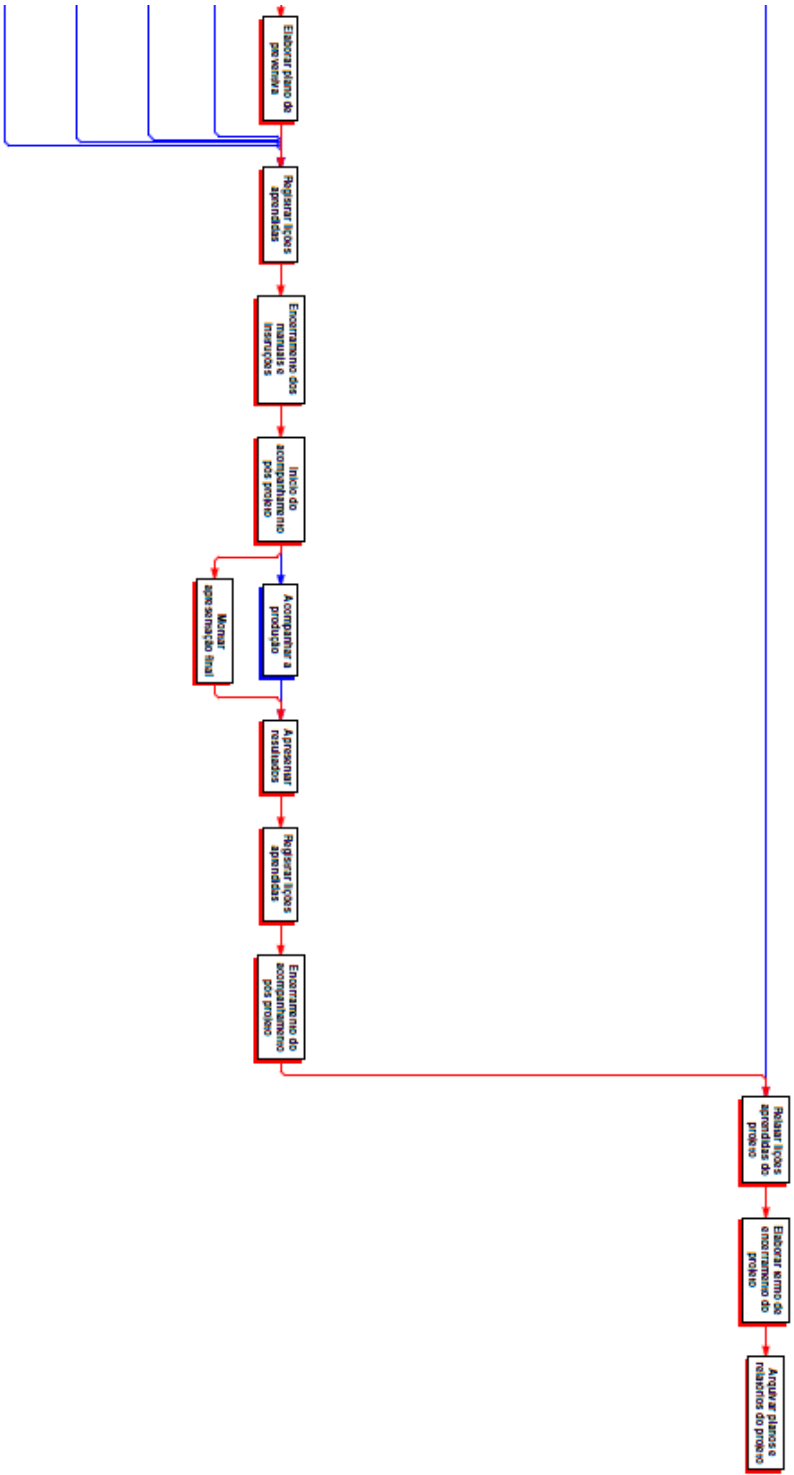 Elaborar plano de
preventiva
Registrar lições
aprendidas
Encerramento dos
manuais e
instruções
Início do
acompanhamento
pós projeto
Acompanhar a
produção
Montar
apresentação final
Apresentar
resultados
Registrar lições
aprendidas
Encerramento do
acompanhamento
pós projeto
Relatar lições
aprendidas do
projeto
Elaborar termo de
encerramento do
projeto
Arquivar planos e
relatórios do projeto